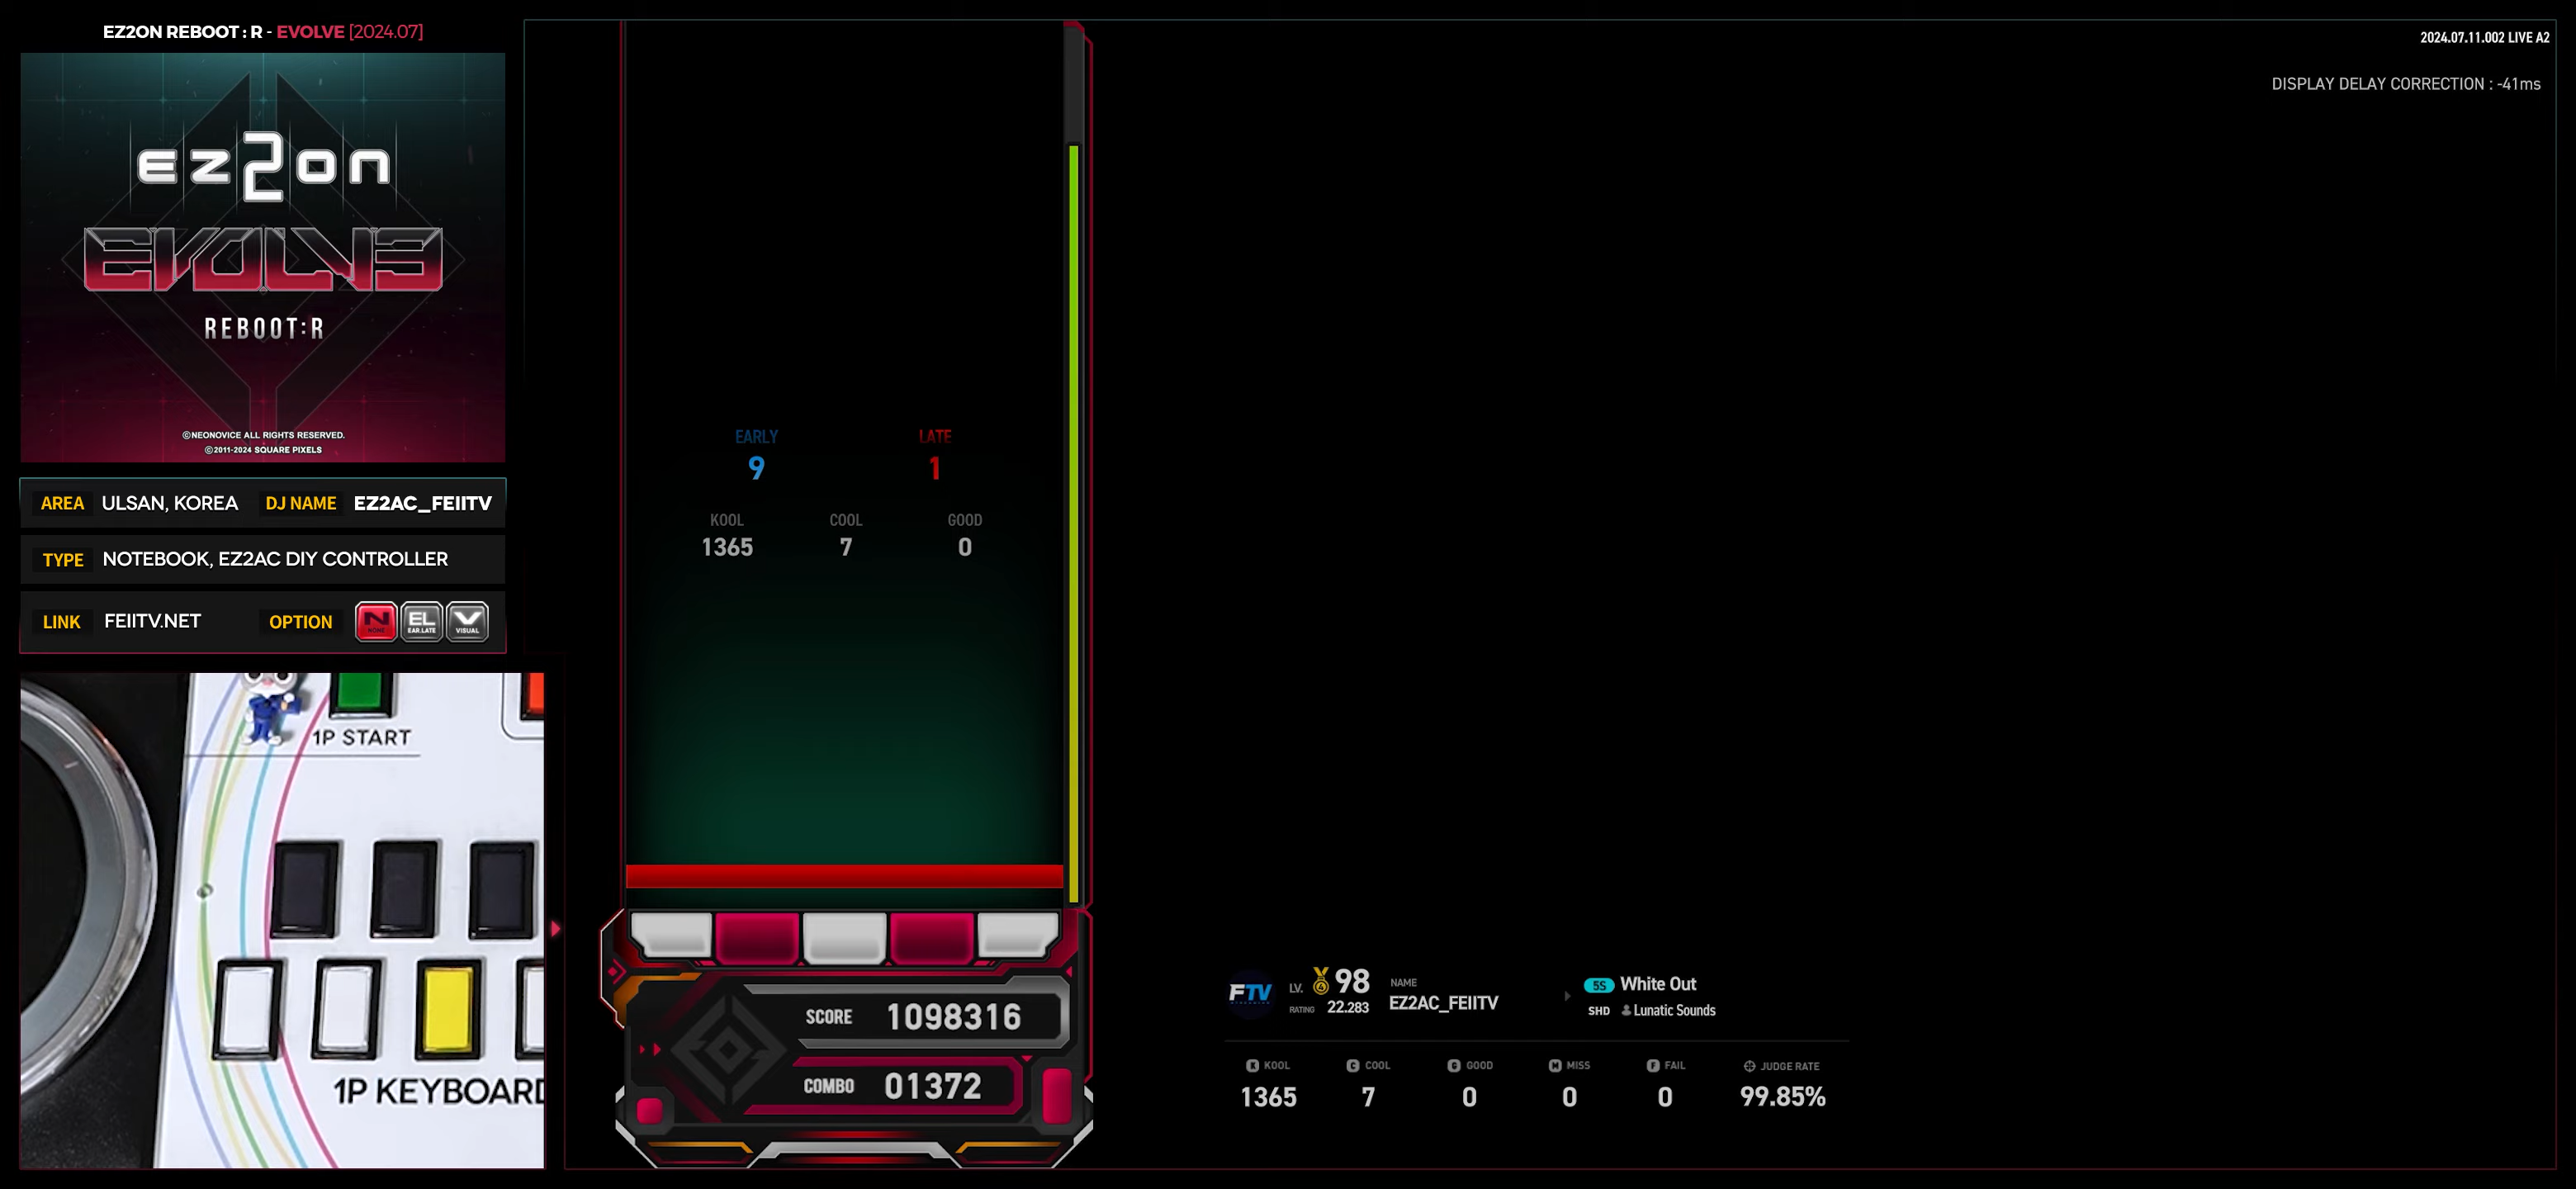 EZ2ON REBOOT : R - EVOLVE [2024.07]
ez2on
EVOLVE
REBOOT:R
©NEONOVICE ALL RIGHTS RESERVED.
©2011-2024 SQUARE PIXELS
AREA ULSAN, KOREA DJ NAME EZ2AC_FEIITV
TYPE NOTEBOOK, EZ2AC DIY CONTROLLER
LINK FEIITV.NET OPTION N NONE EL EAR.LATE V VISUAL
1P START
1P KEYBOARD
EARLY LATE
9 1
KOOL COOL GOOD
1365 7 0
SCORE 1098316
COMBO 01372
2024.07.11.002 LIVE A2
DISPLAY DELAY CORRECTION : -41ms
FTV LV. 98 NAME
RATING 22.283 EZ2AC_FEIITV
5S White Out
SHD Lunatic Sounds
K KOOL C COOL G GOOD M MISS F FAIL JUDGE RATE
1365 7 0 0 0 99.85%